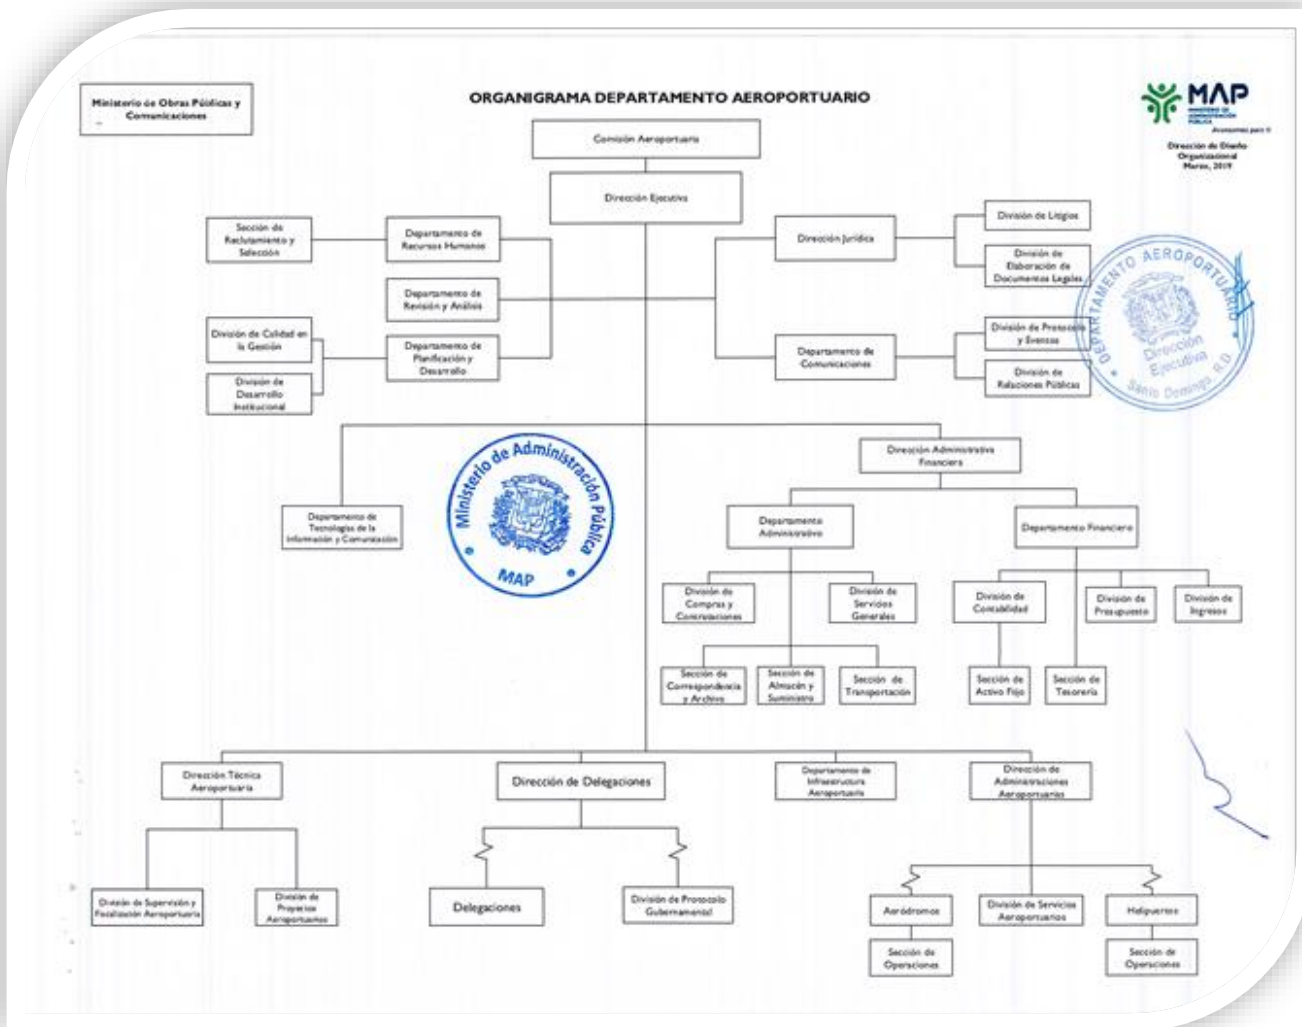 Ministerio de Obras Públicas y
Comunicaciones
ORGANIGRAMA DEPARTAMENTO AEROPORTUARIO
MAP
MINISTERIO DE
ADMINISTRACIÓN
PÚBLICA
Avanzamos para ti
Dirección de Diseño
Organizacional
Marzo, 2019
Comisión Aeroportuaria
Dirección Ejecutiva
Sección de
Reclutamiento y
Selección
Departamento de
Recursos Humanos
Departamento de
Revisión y Análisis
División de Calidad en
la Gestión
Departamento de
Planificación y
Desarrollo
División de
Desarrollo
Institucional
Dirección Jurídica
División de Litigios
División de
Elaboración de
Documentos Legales
Departamento de
Comunicaciones
División de Protocolo
y Eventos
División de
Relaciones Públicas
DEPARTAMENTO AEROPORTUARIO
Dirección
Ejecutiva
Santo Domingo, R.D
Ministerio de Administración Pública
MAP
Dirección Administrativa
Financiera
Departamento de
Tecnologías de la
Información y Comunicación
Departamento
Administrativo
Departamento Financiero
División de
Compras y
Contrataciones
División de
Servicios
Generales
División de
Contabilidad
División de
Presupuesto
División de
Ingresos
Sección de
Correspondencia
y Archivo
Sección de
Almacén y
Suministro
Sección de
Transportación
Sección de
Activo Fijo
Sección de
Tesorería
Dirección Técnica
Aeroportuaria
Dirección de Delegaciones
Departamento de
Infraestructura
Aeroportuaria
Dirección de
Administraciones
Aeroportuarias
División de Supervisión y
Fiscalización Aeroportuaria
División de
Proyectos
Aeroportuarios
Delegaciones
División de Protocolo
Gubernamental
Aeródromos
División de Servicios
Aeroportuarios
Helipuertos
Sección de
Operaciones
Sección de
Operaciones